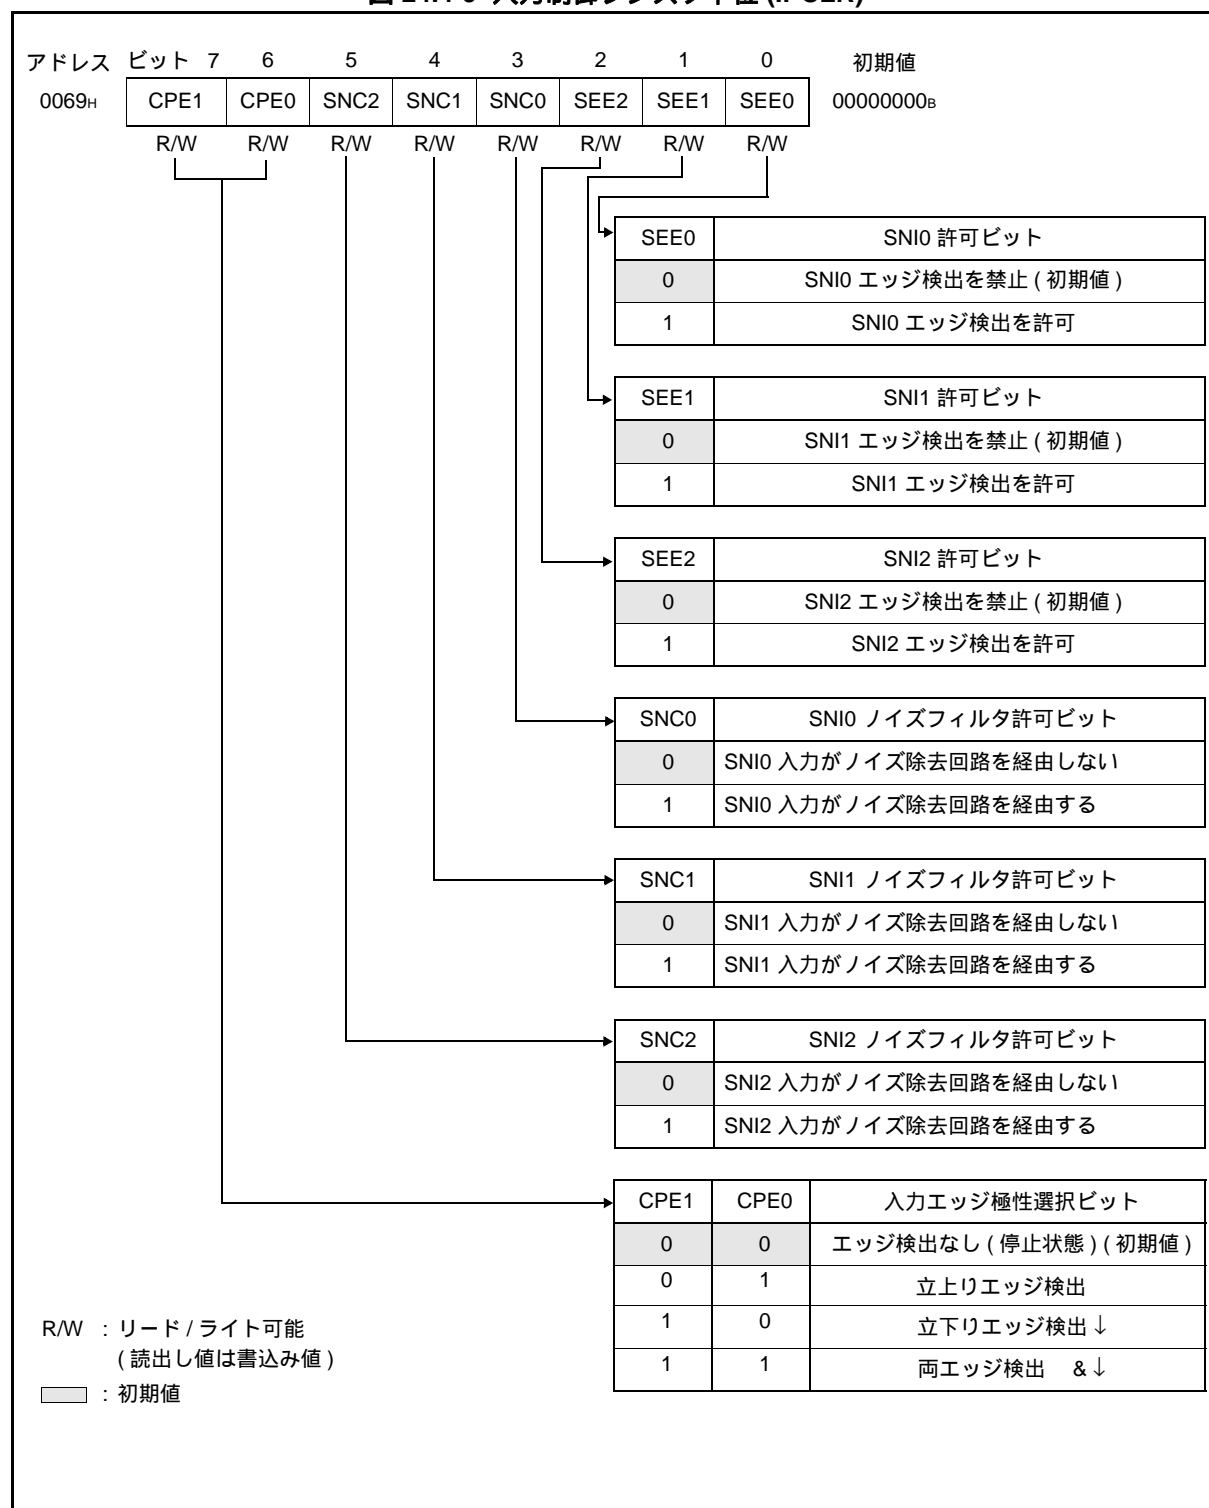 アドレス ビット 7 6 5 4 3 2 1 0 初期値
0069H CPE1 CPE0 SNC2 SNC1 SNC0 SEE2 SEE1 SEE0 00000000B
R/W R/W R/W R/W R/W R/W R/W R/W
SEE0 SNI0 許可ビット
0 SNI0 エッジ検出を禁止 ( 初期値 )
1 SNI0 エッジ検出を許可
SEE1 SNI1 許可ビット
0 SNI1 エッジ検出を禁止 ( 初期値 )
1 SNI1 エッジ検出を許可
SEE2 SNI2 許可ビット
0 SNI2 エッジ検出を禁止 ( 初期値 )
1 SNI2 エッジ検出を許可
SNC0 SNI0 ノイズフィルタ許可ビット
0 SNI0 入力がノイズ除去回路を経由しない
1 SNI0 入力がノイズ除去回路を経由する
SNC1 SNI1 ノイズフィルタ許可ビット
0 SNI1 入力がノイズ除去回路を経由しない
1 SNI1 入力がノイズ除去回路を経由する
SNC2 SNI2 ノイズフィルタ許可ビット
0 SNI2 入力がノイズ除去回路を経由しない
1 SNI2 入力がノイズ除去回路を経由する
CPE1 CPE0 入力エッジ極性選択ビット
0 0 エッジ検出なし ( 停止状態 ) ( 初期値 )
0 1 立上りエッジ検出
1 0 立下りエッジ検出 ↓
1 1 両エッジ検出 & ↓
R/W : リード / ライト可能
( 読出し値は書込み値 )
: 初期値